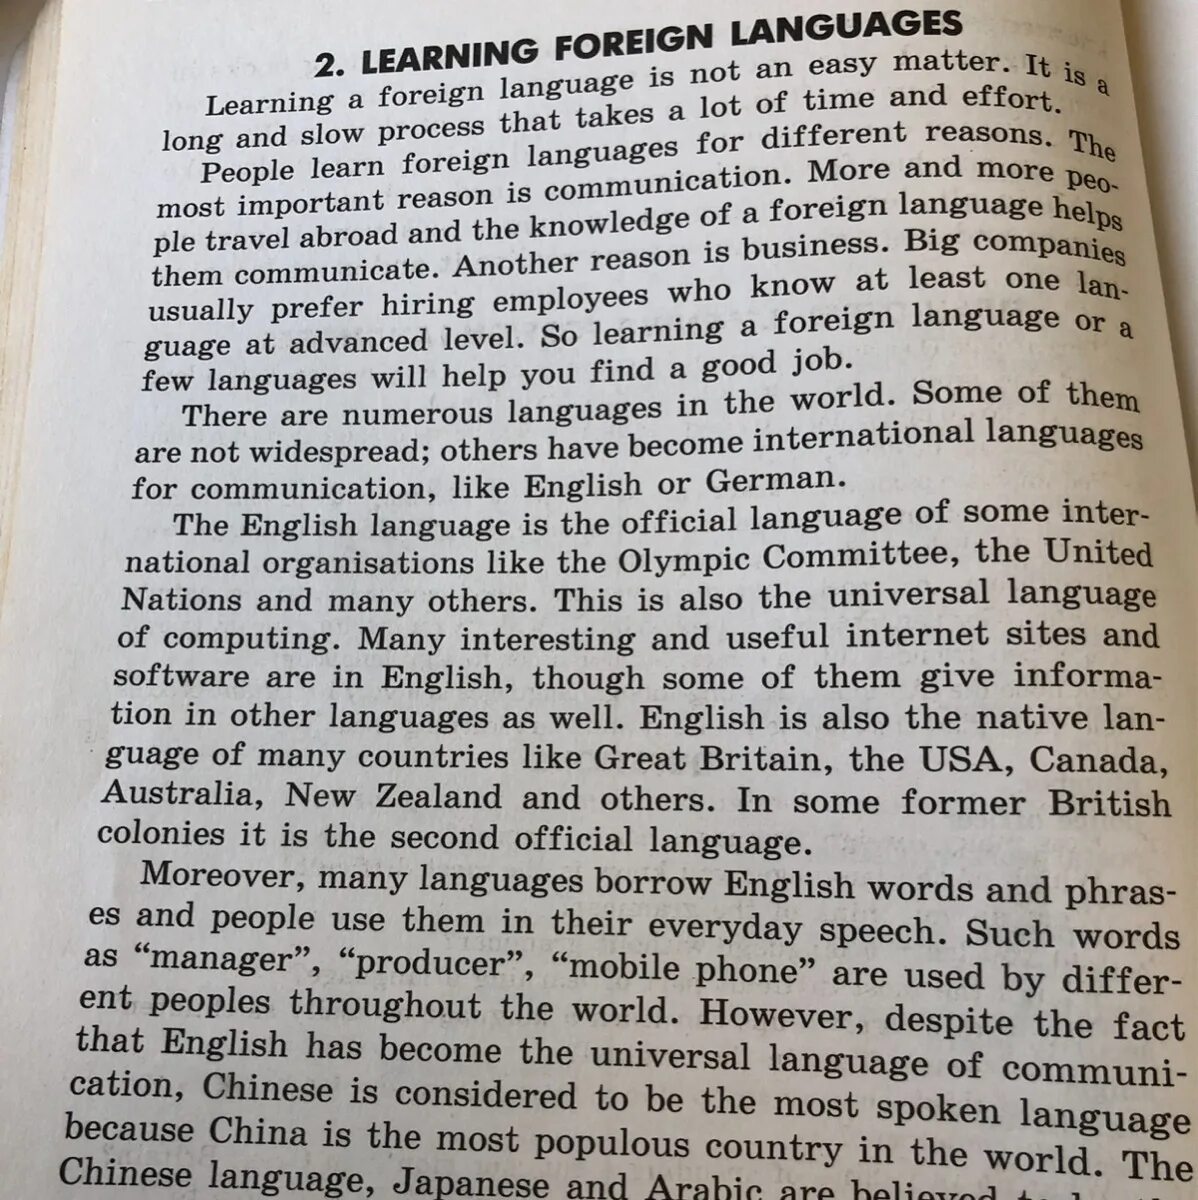 2. LEARNING FOREIGN LANGUAGES
Learning a foreign language is not an easy matter. It is a
long and slow process that takes a lot of time and effort.
People learn foreign languages for different reasons. The
most important reason is communication. More and more peo-
ple travel abroad and the knowledge of a foreign language helps
them communicate. Another reason is business. Big companies
usually prefer hiring employees who know at least one lan-
guage at advanced level. So learning a foreign language or a
few languages will help you find a good job.
There are numerous languages in the world. Some of them
are not widespread; others have become international languages
for communication, like English or German.
The English language is the official language of some inter-
national organisations like the Olympic Committee, the United
Nations and many others. This is also the universal language
of computing. Many interesting and useful internet sites and
software are in English, though some of them give informa-
tion in other languages as well. English is also the native lan-
guage of many countries like Great Britain, the USA, Canada,
Australia, New Zealand and others. In some former British
colonies it is the second official language.
Moreover, many languages borrow English words and phras-
es and people use them in their everyday speech. Such words
as “manager”, “producer”, “mobile phone” are used by differ-
ent peoples throughout the world. However, despite the fact
that English has become the universal language of communi-
cation, Chinese is considered to be the most spoken language
because China is the most populous country in the world. The
Chinese language, Japanese and Arabic are believed